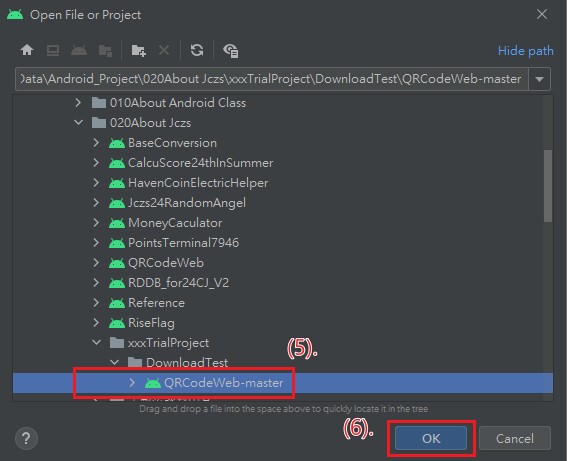 Open File or Project
Hide path
Data\Android_Project\020About Jczs\xxxTrialProject\DownloadTest\QRCodeWeb-master
010About Android Class
020About Jczs
BaseConversion
CalcuScore24thInSummer
HavenCoinElectricHelper
Jczs24RandomAngel
MoneyCaculator
PointsTerminal7946
QRCodeWeb
RDDB_for24CJ_V2
Reference
RiseFlag
xxxTrialProject
(5).
DownloadTest
QRCodeWeb-master
Drag and drop a file into the space above to quickly locate it in the tree
(6).
?
OK
Cancel